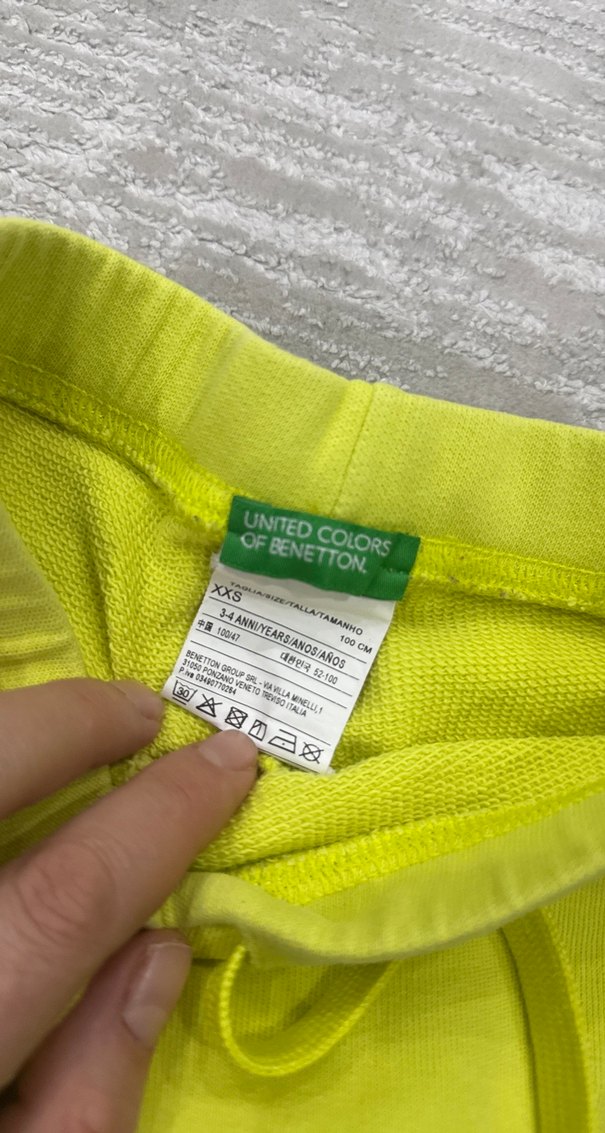 UNITED COLORS
OF BENETTON.
TAGLIA/SIZE/TALLA/TAMANHO
XXS 100 CM
3-4 ANNI/YEARS/ANOS/AÑOS
中国 100/47 대한민국 52-100
BENETTON GROUP SRL - VIA VILLA MINELLI,1
31050 PONZANO VENETO TREVISO ITALIA
P.Iva 03490770264
30